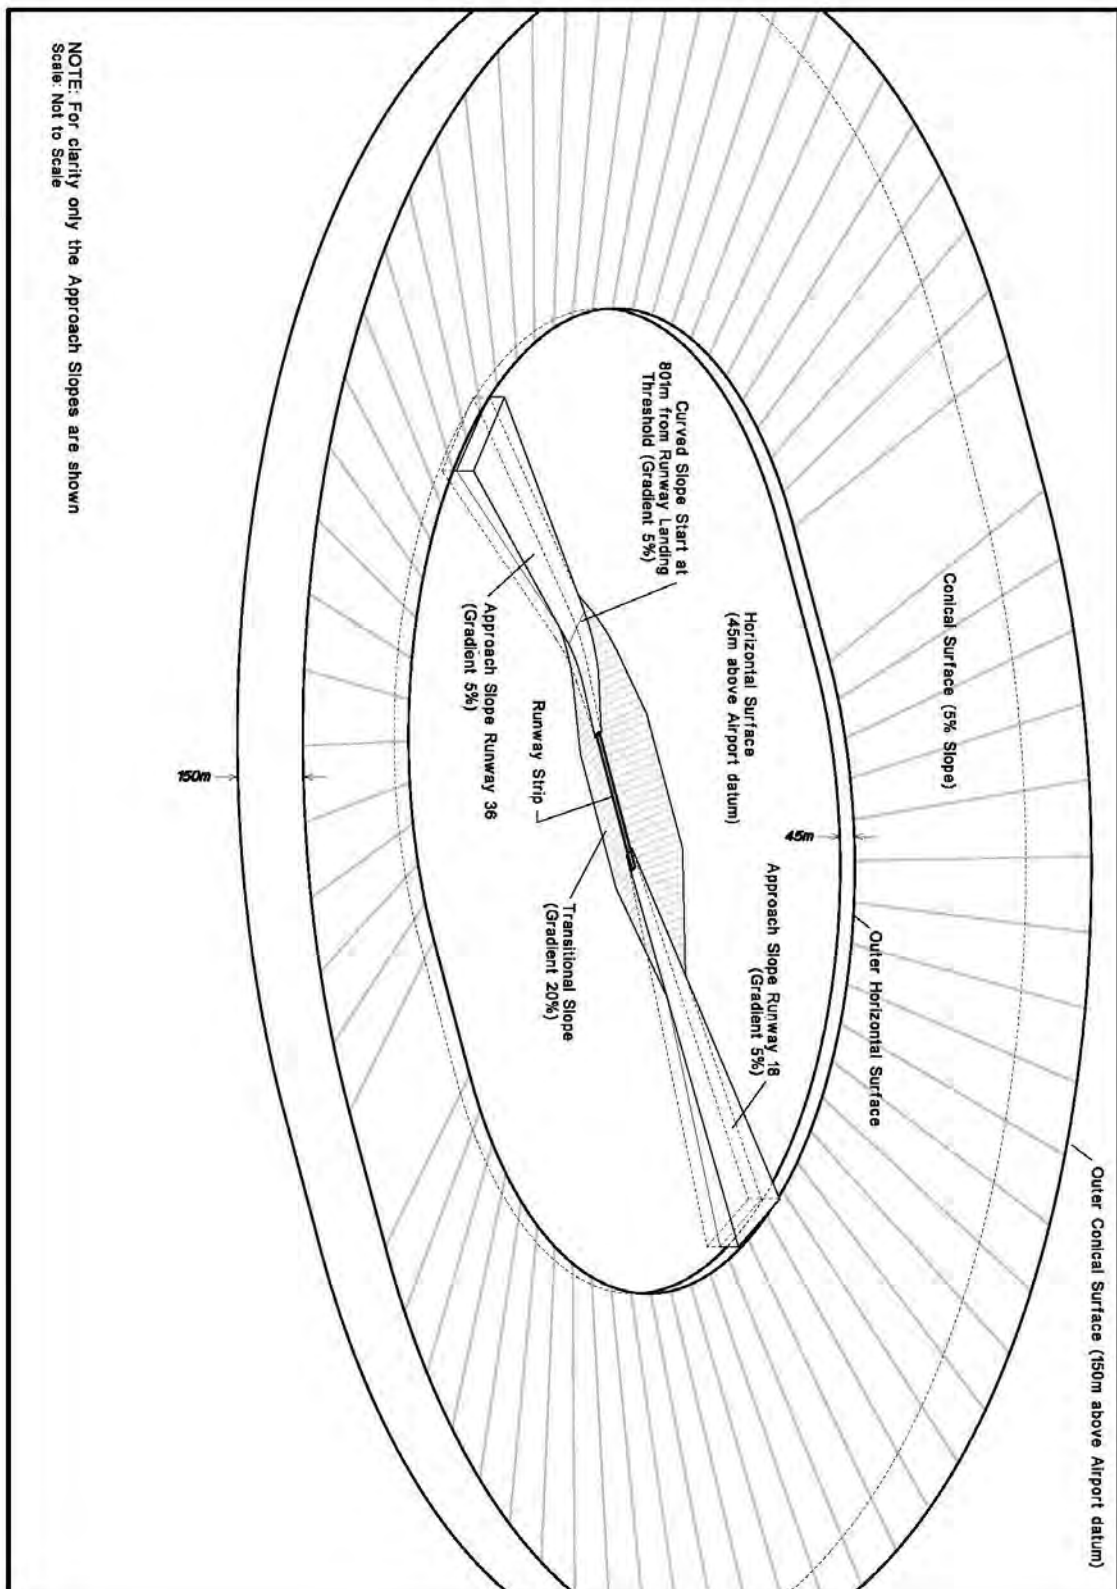 Outer Conical Surface (150m above Airport datum)
Conical Surface (5% Slope)
Outer Horizontal Surface
45m
Horizontal Surface
(45m above Airport datum)
Approach Slope Runway 18
(Gradient 5%)
Curved Slope Start at
801m from Runway Landing
Threshold (Gradient 5%)
Runway Strip
Transitional Slope
(Gradient 20%)
Approach Slope Runway 36
(Gradient 5%)
150m
NOTE: For clarity only the Approach Slopes are shown
Scale: Not to Scale